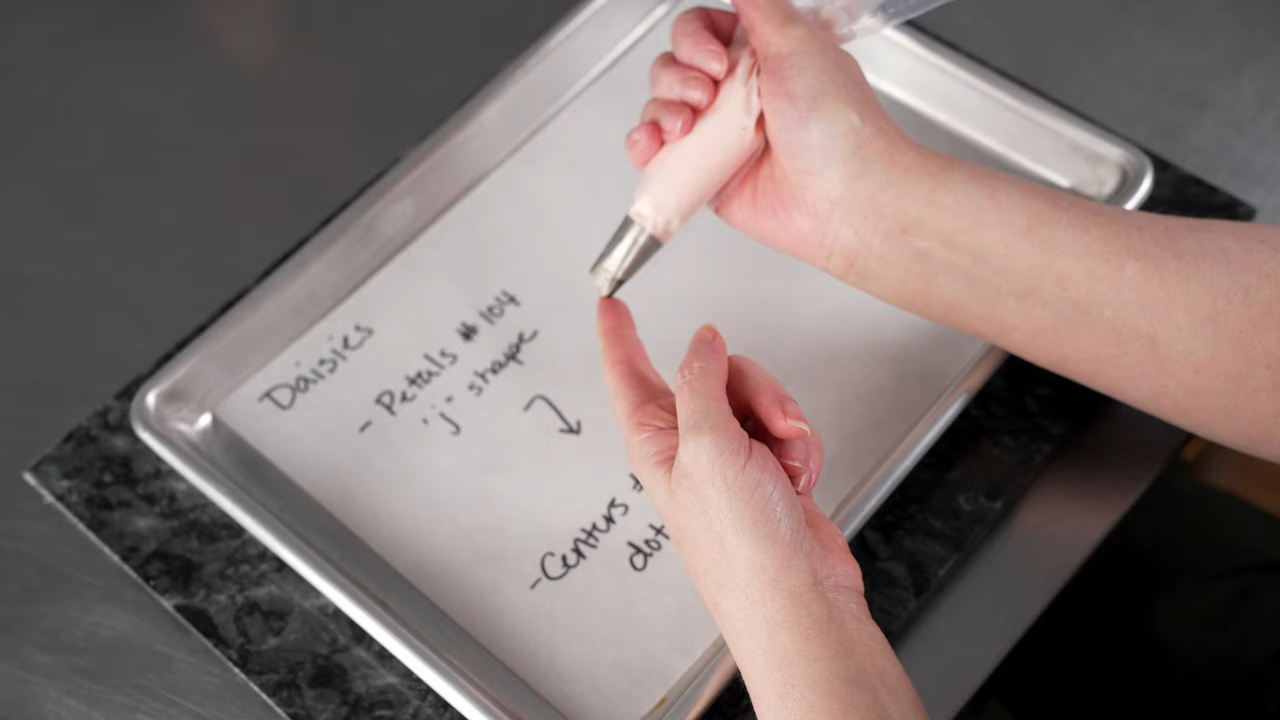 Daisies
- Petals #104
"j" shape
- Centers #
dot